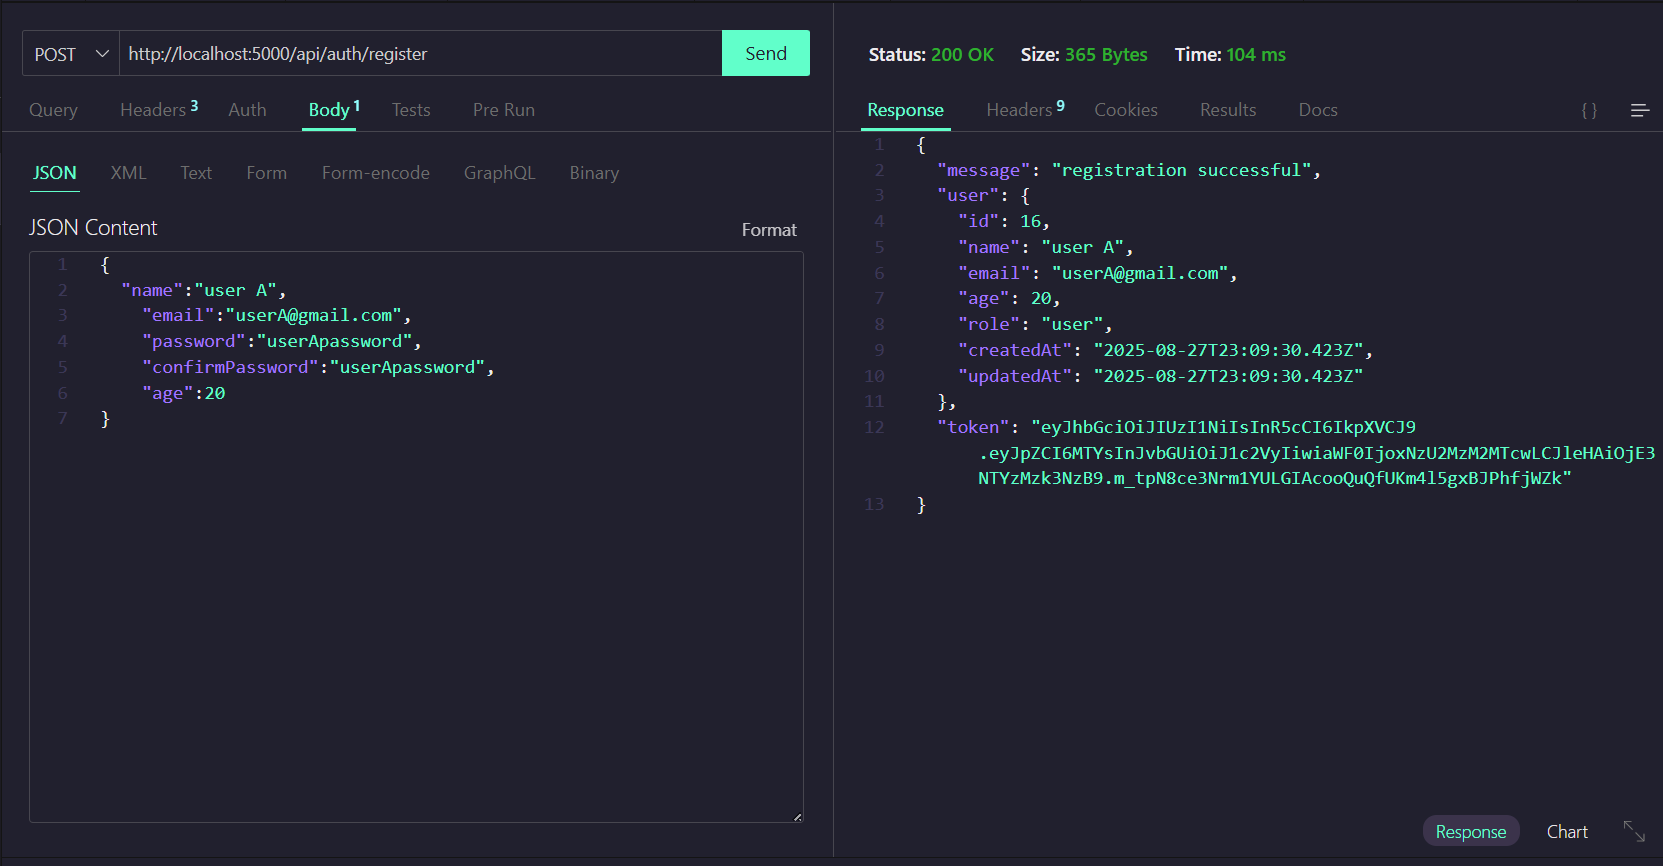 POST http://localhost:5000/api/auth/register Send
Query Headers 3 Auth Body 1 Tests Pre Run
JSON XML Text Form Form-encode GraphQL Binary
JSON Content Format
1 {
2 "name":"user A",
3 "email":"userA@gmail.com",
4 "password":"userApassword",
5 "confirmPassword":"userApassword",
6 "age":20
7 }
Status: 200 OK Size: 365 Bytes Time: 104 ms
Response Headers 9 Cookies Results Docs { }
1 {
2 "message": "registration successful",
3 "user": {
4 "id": 16,
5 "name": "user A",
6 "email": "userA@gmail.com",
7 "age": 20,
8 "role": "user",
9 "createdAt": "2025-08-27T23:09:30.423Z",
10 "updatedAt": "2025-08-27T23:09:30.423Z"
11 },
12 "token": "eyJhbGciOiJIUzI1NiIsInR5cCI6IkpXVCJ9
.eyJpZCI6MTYsInJvbGUiOiJ1c2VyIiwiaWF0IjoxNzU2MzM2MTcwLCJleHAiOjE3
NTYzMzk3NzB9.m_tpN8ce3Nrm1YULGIAcooQuQfUKm4l5gxBJPhfjWZk"
13 }
Response Chart